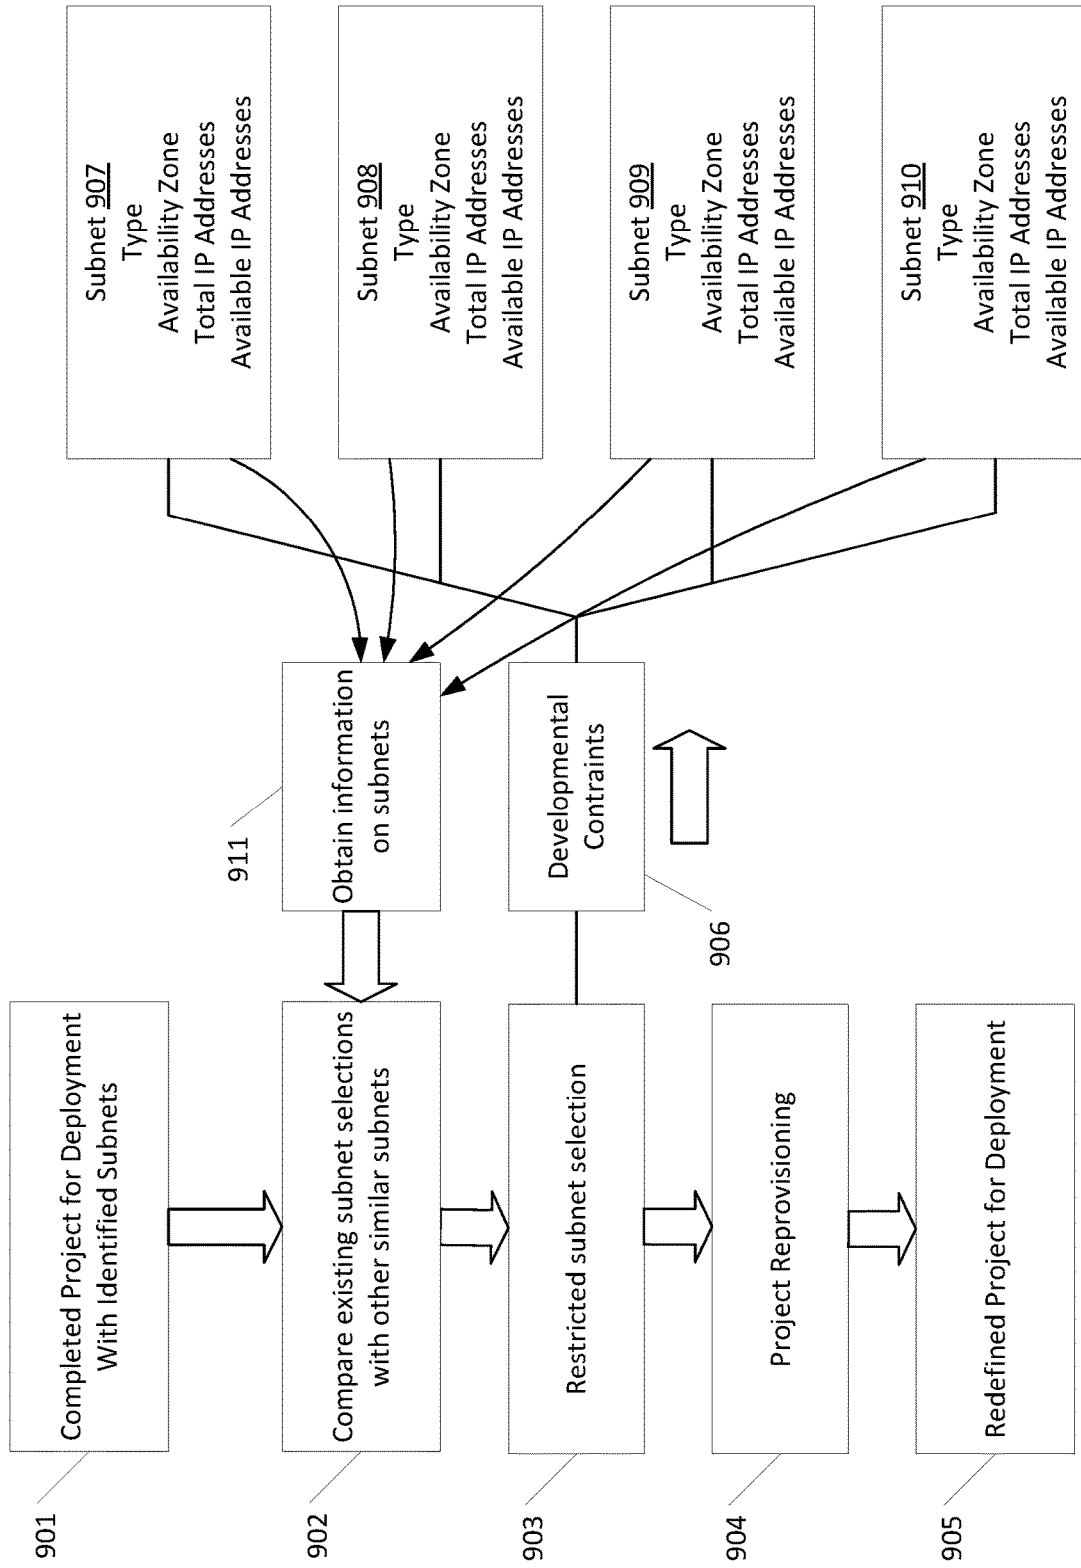 901
Completed Project for Deployment
With Identified Subnets
902
Compare existing subnet selections
with other similar subnets
903
Restricted subnet selection
904
Project Reprovisioning
905
Redefined Project for Deployment
911
Obtain information
on subnets
906
Developmental
Contraints
Subnet 907
Type
Availability Zone
Total IP Addresses
Available IP Addresses
Subnet 908
Type
Availability Zone
Total IP Addresses
Available IP Addresses
Subnet 909
Type
Availability Zone
Total IP Addresses
Available IP Addresses
Subnet 910
Type
Availability Zone
Total IP Addresses
Available IP Addresses